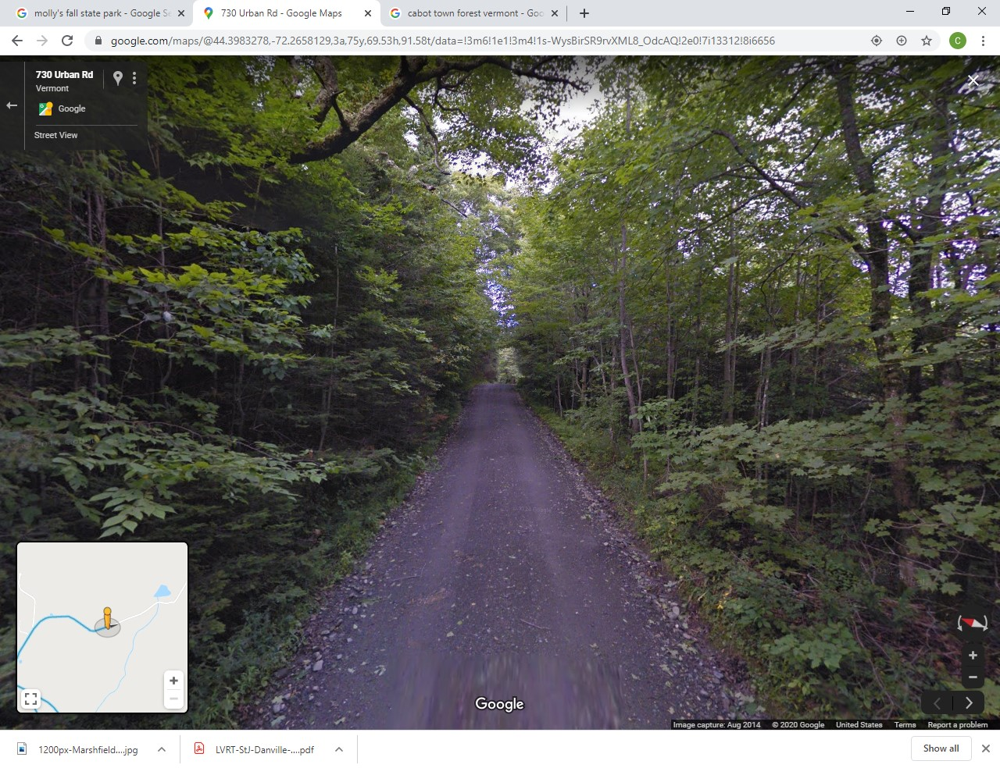 molly's fall state park - Google Se
730 Urban Rd - Google Maps
cabot town forest vermont - Goo
google.com/maps/@44.3983278,-72.2658129,3a,75y,69.53h,91.58t/data=!3m6!1e1!3m4!1s-WysBirSR9rvXML8_OdcAQ!2e0!7i13312!8i6656
C
730 Urban Rd
Vermont
Google
Street View
Google
Image capture: Aug 2014 © 2020 Google United States Terms Report a problem
1200px-Marshfield....jpg
LVRT-StJ-Danville-....pdf
Show all